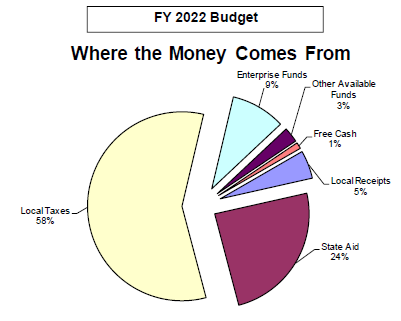 FY 2022 Budget
Where the Money Comes From
Enterprise Funds
9%
Other Available
Funds
3%
Free Cash
1%
Local Receipts
5%
Local Taxes
58%
State Aid
24%